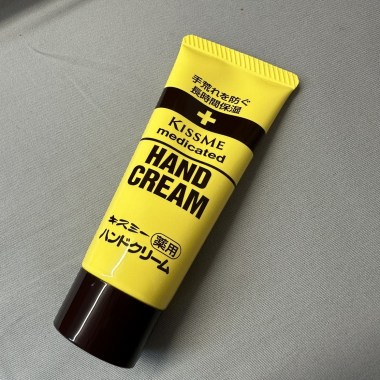 手荒れを防ぐ
長時間保湿
KISSME
medicated
HAND
CREAM
キスミー
ハンドクリーム
薬用